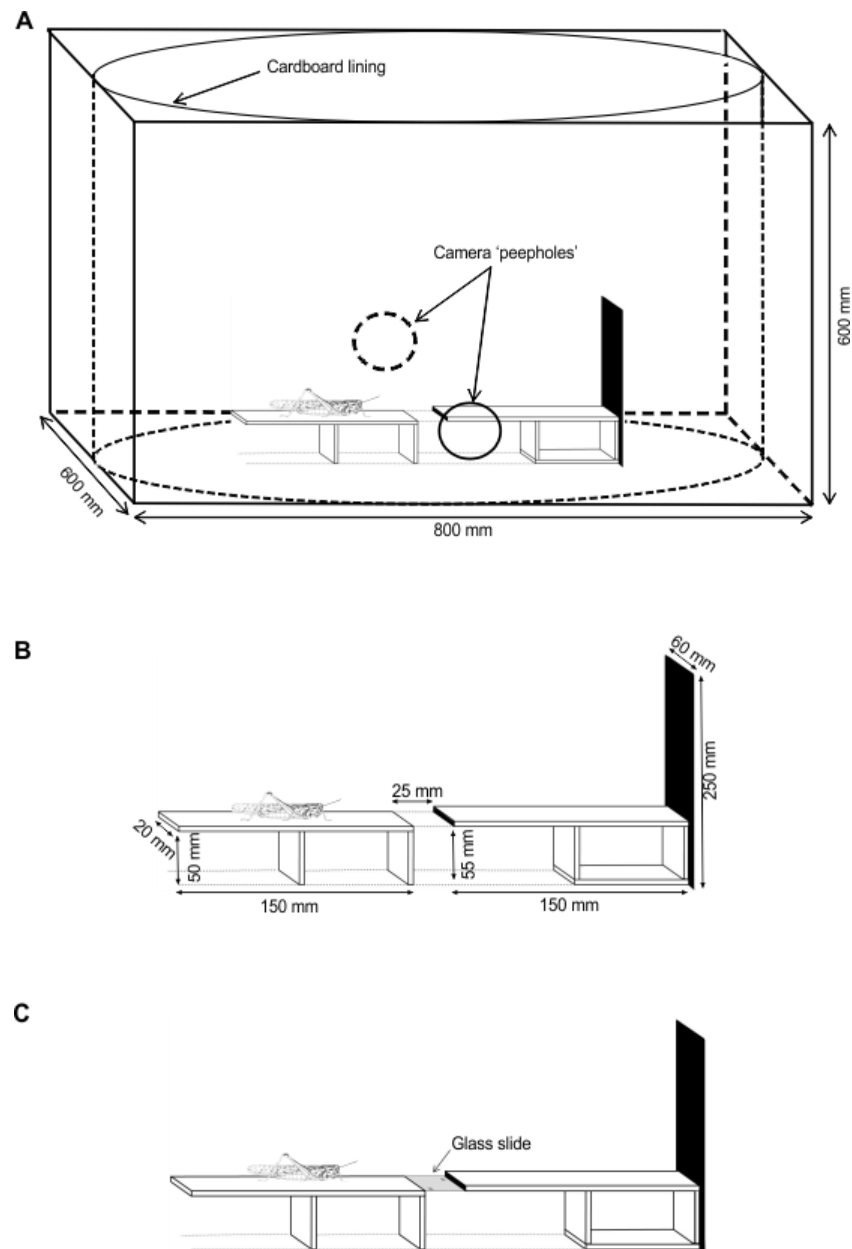 A
Cardboard lining
Camera ‘peepholes’
600 mm
600 mm
800 mm
B
60 mm
25 mm
250 mm
20 mm
50 mm
55 mm
150 mm
150 mm
C
Glass slide